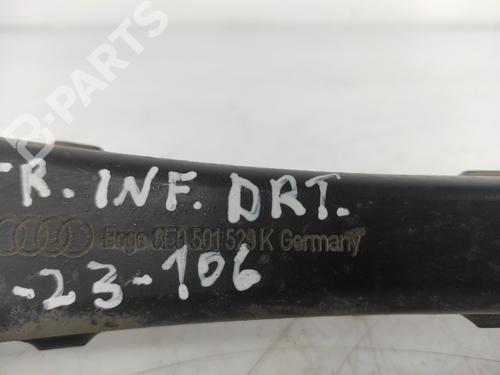 B-PARTS
TR. INF. DRT.
Boge 8E0 501 529 K Germany
-23-106